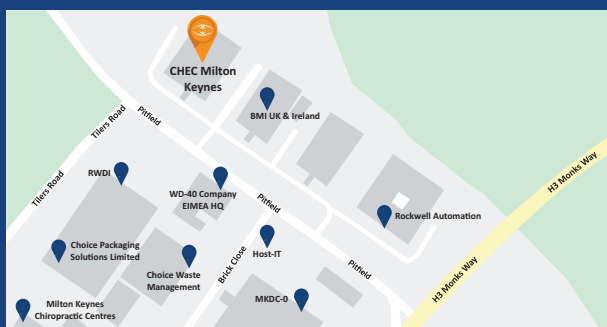 CHEC Milton
Keynes
BMI UK & Ireland
Tilers Road
Pitfield
H3 Monks Way
RWDI
WD-40 Company
EIMEA HQ
Pitfield
Tilers Road
Rockwell Automation
Choice Packaging
Solutions Limited
Host-IT
Brick Close
Choice Waste
Management
Pitfield
H3 Monks Way
MKDC-0
Milton Keynes
Chiropractic Centres